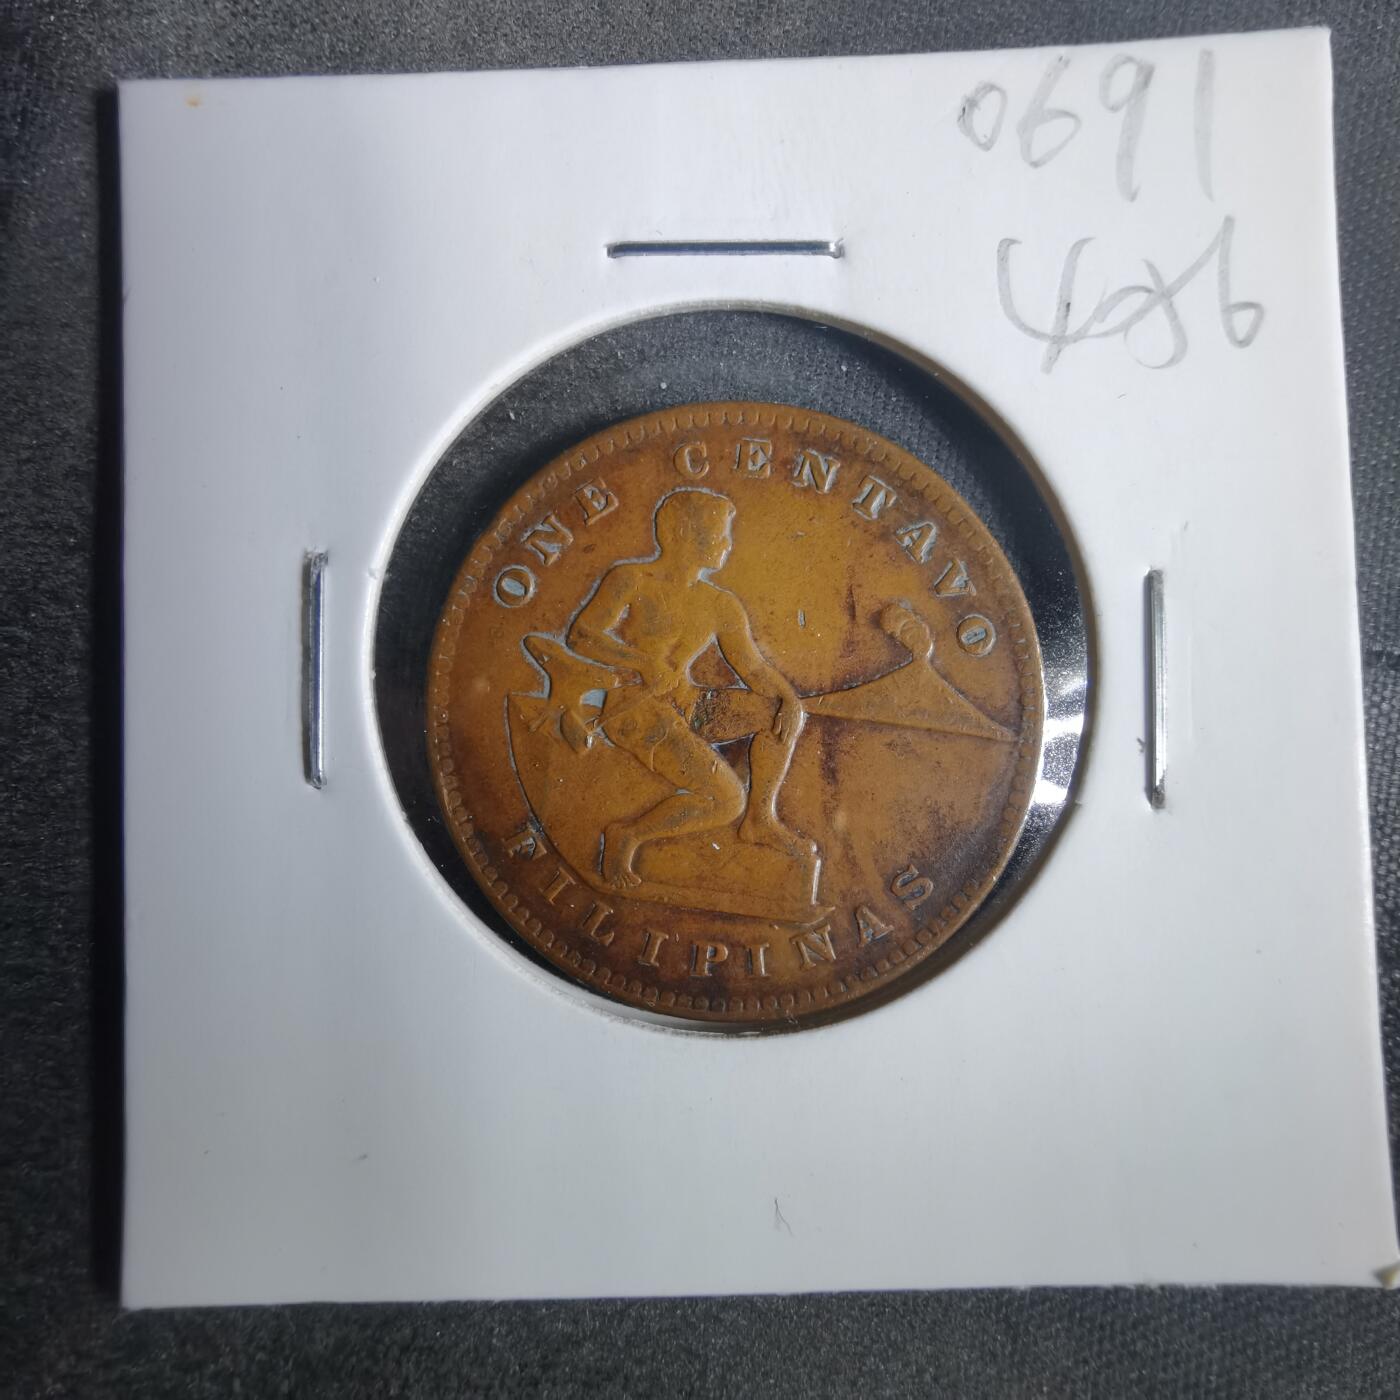 0691
ONE CENTAVO
FILIPINAS